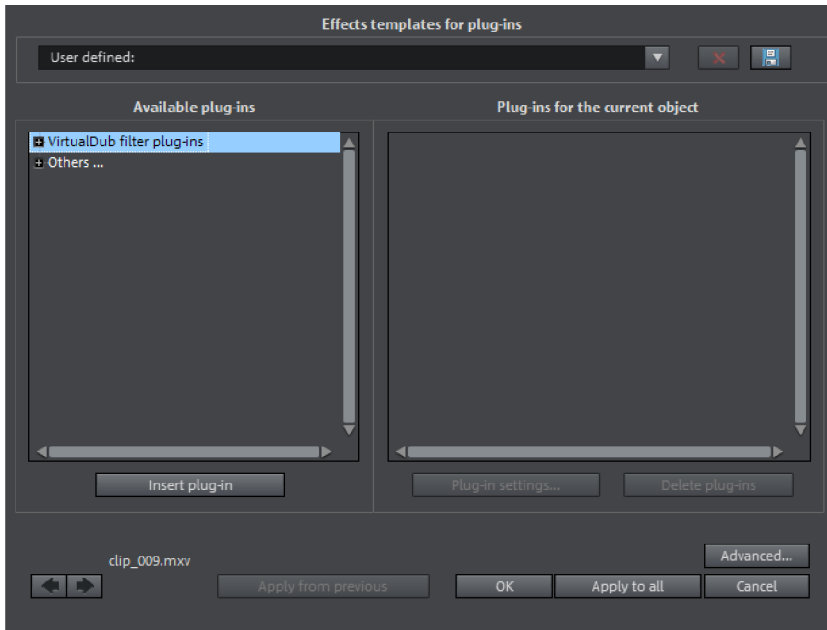 Effects templates for plug-ins
User defined:
Available plug-ins
Plug-ins for the current object
VirtualDub filter plug-ins
Others ...
Insert plug-in
Plug-in settings...
Delete plug-ins
clip_009.mxv
Advanced...
Apply from previous
OK
Apply to all
Cancel